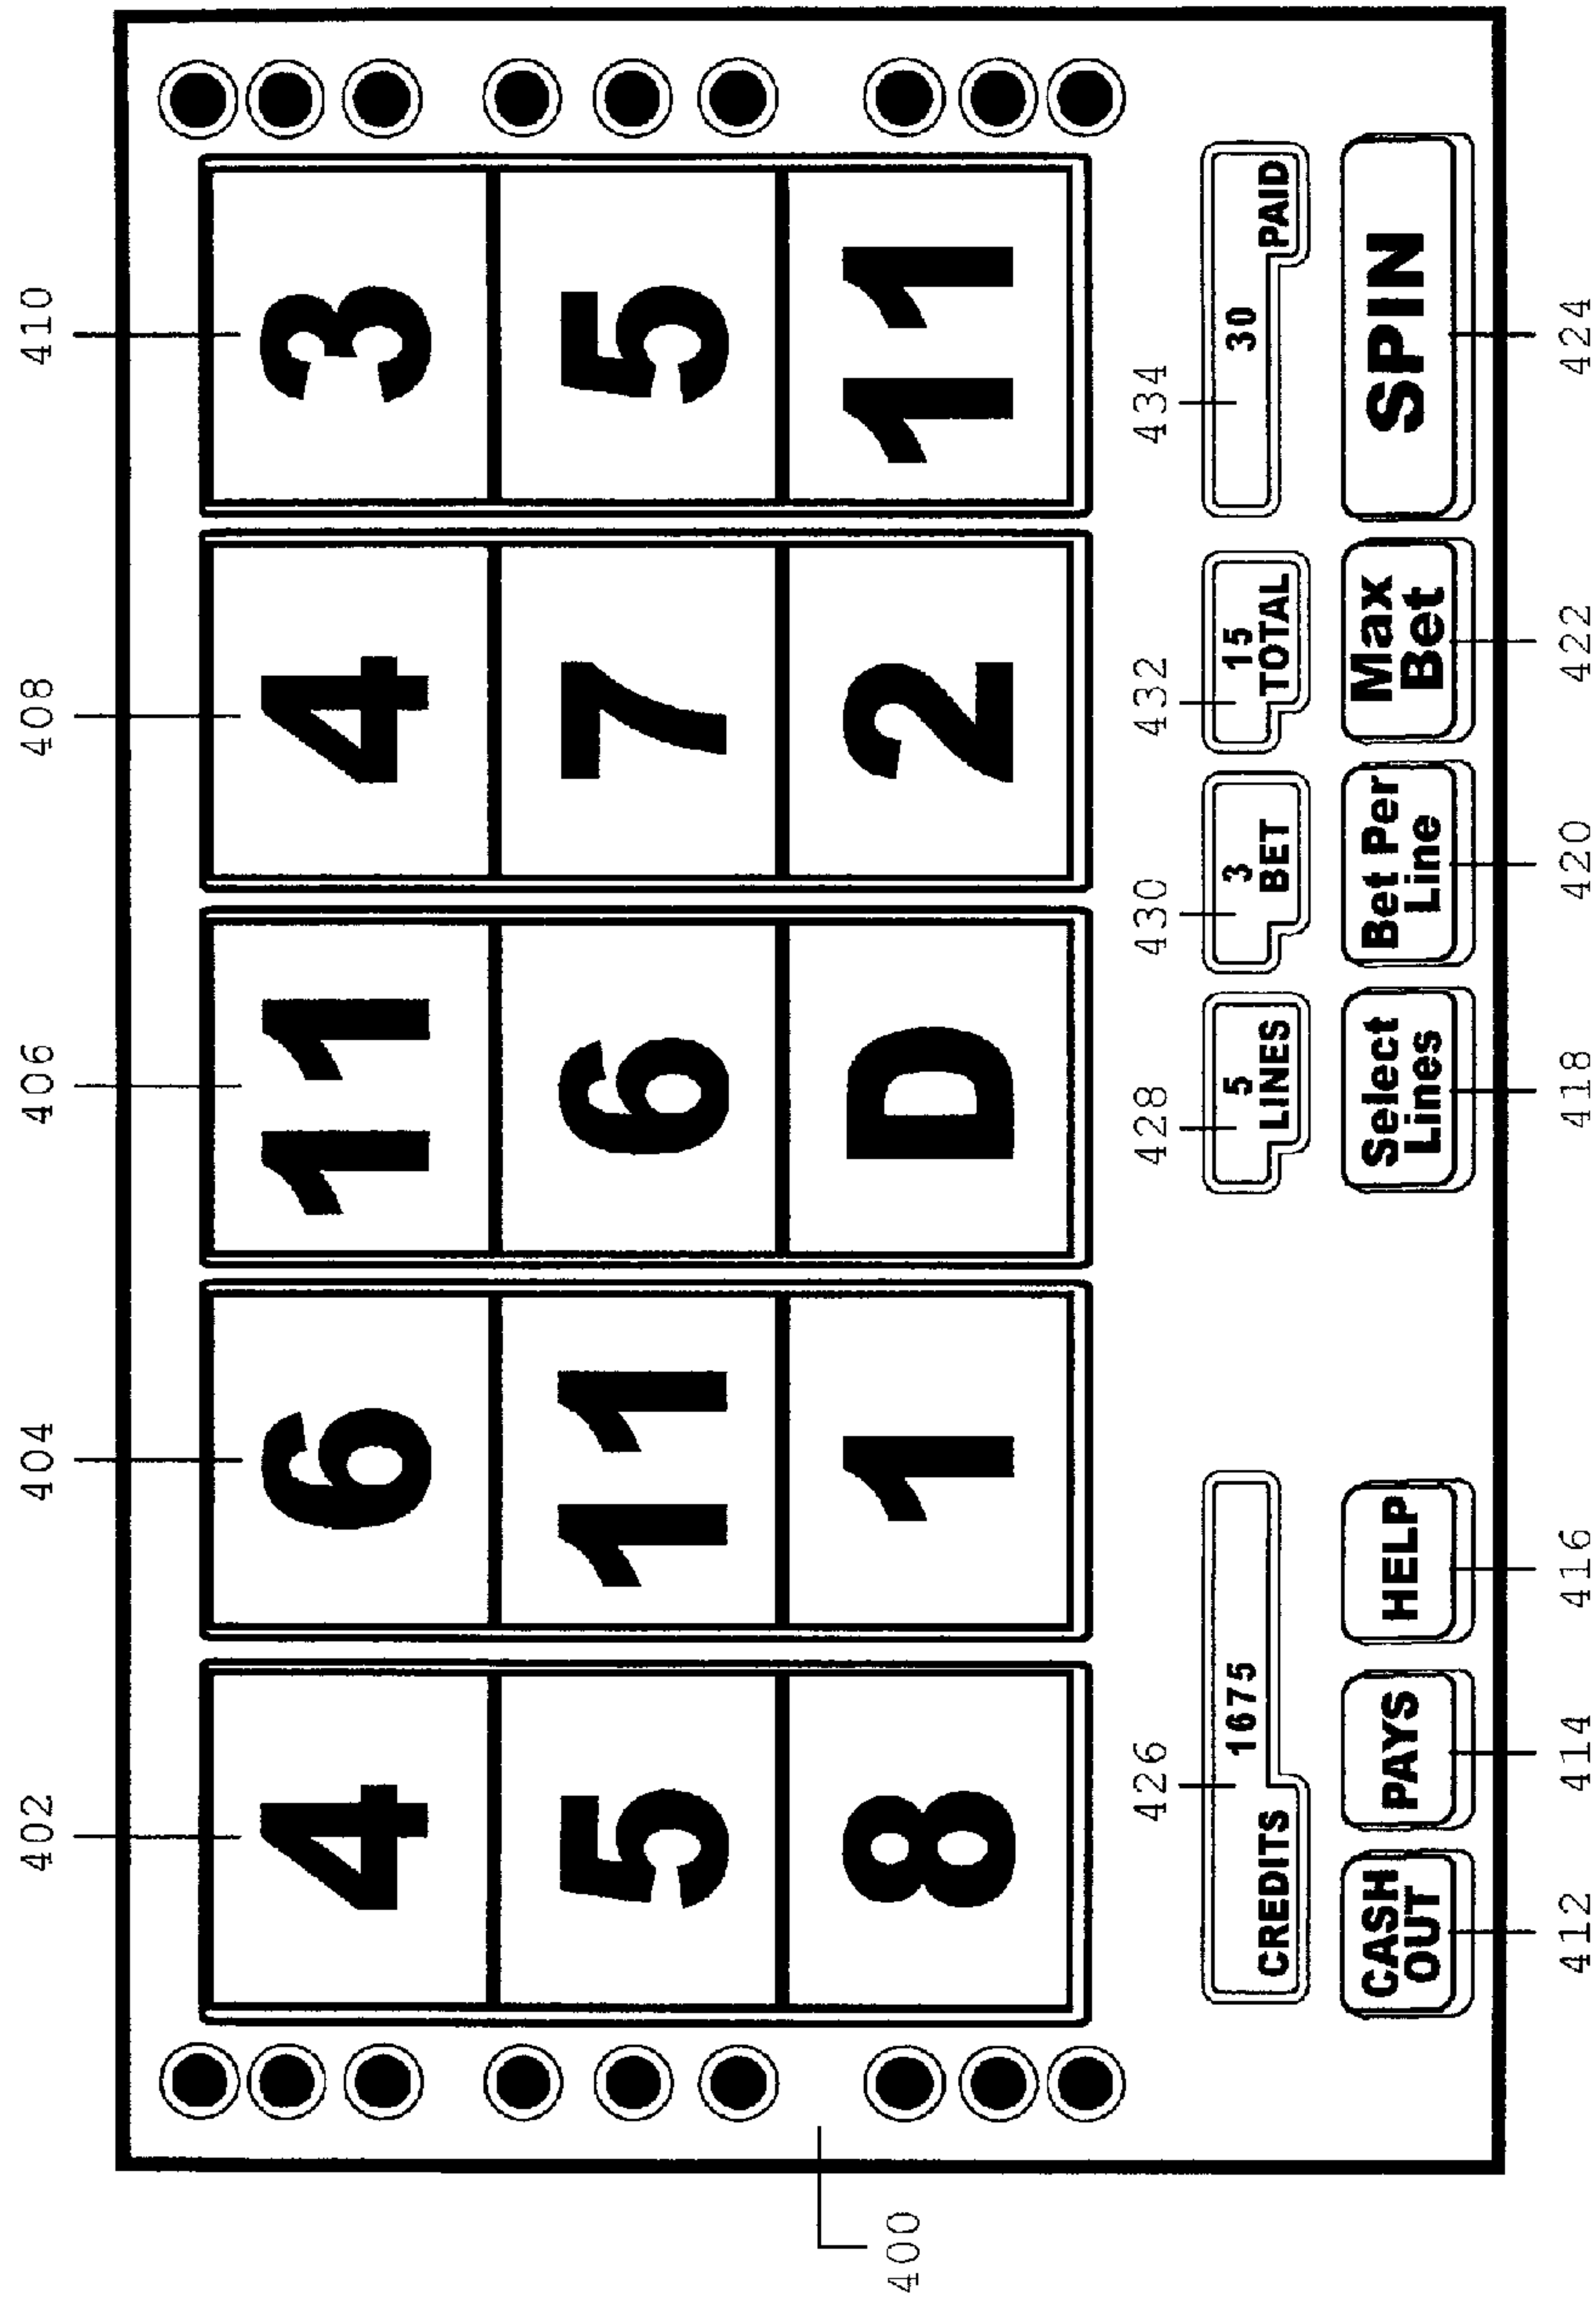 402 404 406 408 410
4 6 11 4 3
5 11 6 7 5
8 1 D 2 11
400
426 428 430 432 434
1675 5 3 15 30
CREDITS LINES BET TOTAL PAID
CASH PAYS HELP Select Bet Per Max SPIN
OUT Lines Line Bet
412 414 416 418 420 422 424